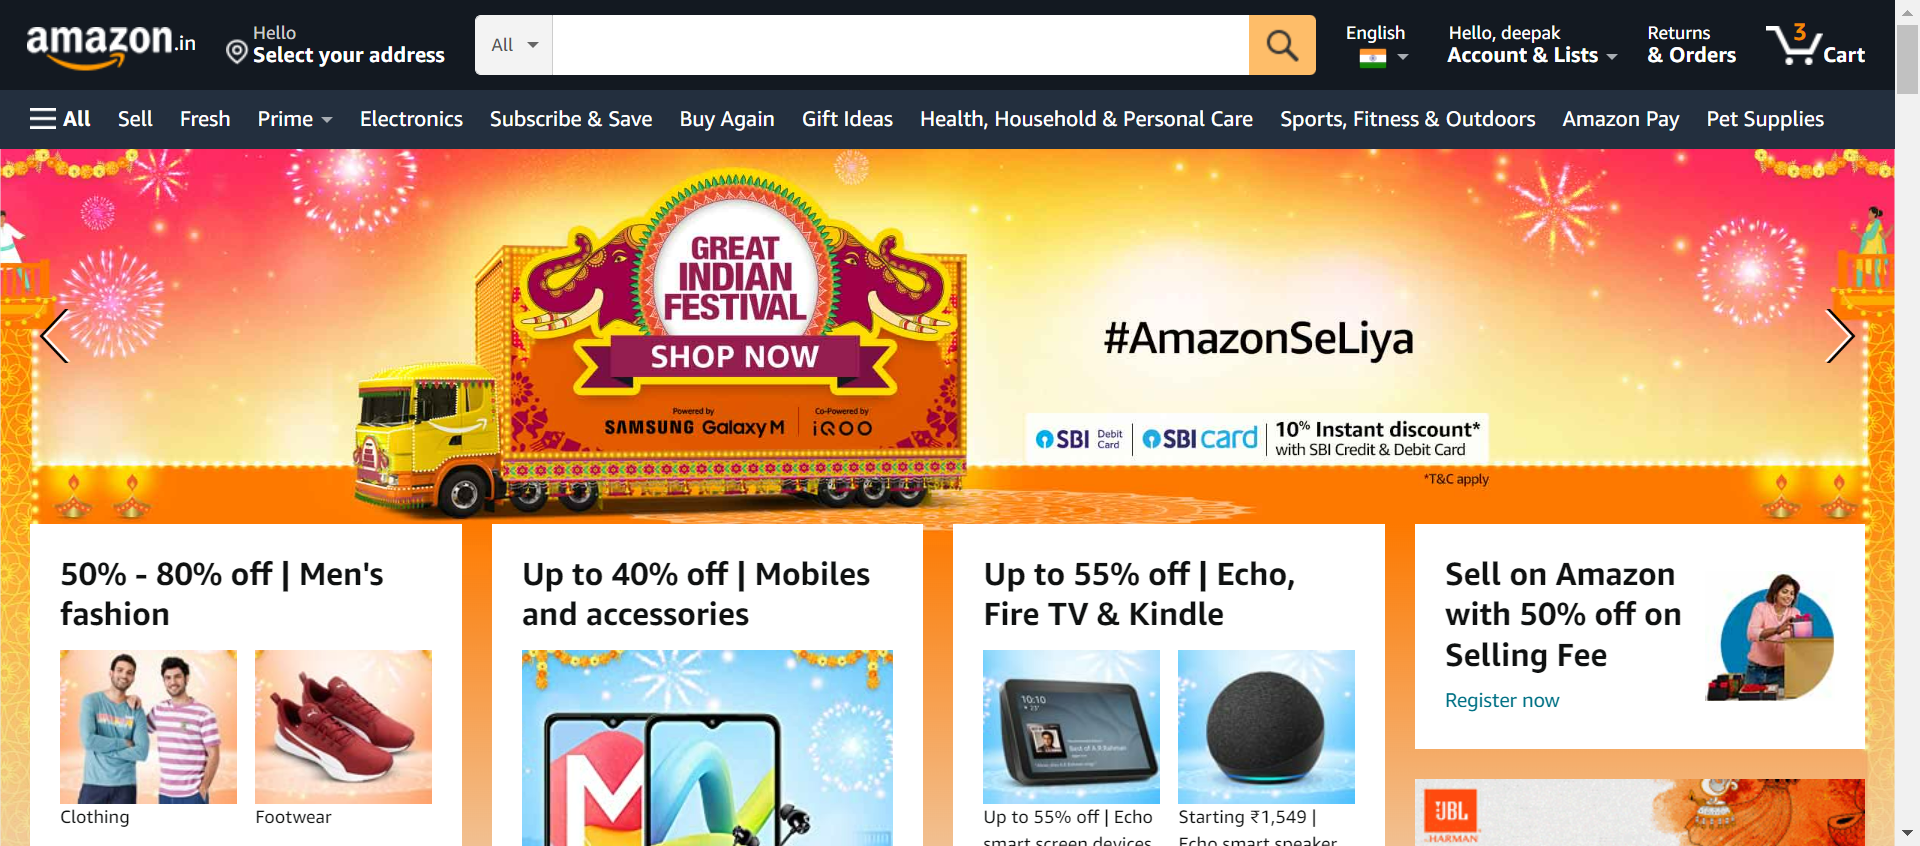 amazon.in
Hello
Select your address
All
English
Hello, deepak
Account & Lists
Returns
& Orders
3
Cart
All
Sell
Fresh
Prime
Electronics
Subscribe & Save
Buy Again
Gift Ideas
Health, Household & Personal Care
Sports, Fitness & Outdoors
Amazon Pay
Pet Supplies
GREAT
INDIAN
FESTIVAL
SHOP NOW
Powered by
SAMSUNG Galaxy M
Co-Powered by
iQOO
#AmazonSeLiya
SBI Debit Card
SBI card
10% Instant discount*
with SBI Credit & Debit Card
*T&C apply
50% - 80% off | Men's
fashion
Clothing
Footwear
Up to 40% off | Mobiles
and accessories
Up to 55% off | Echo,
Fire TV & Kindle
10:10
Best of A.R.Rahman
Up to 55% off | Echo
smart screen devices
Starting ₹1,549 |
Echo smart speaker
Sell on Amazon
with 50% off on
Selling Fee
Register now
JBL
HARMAN